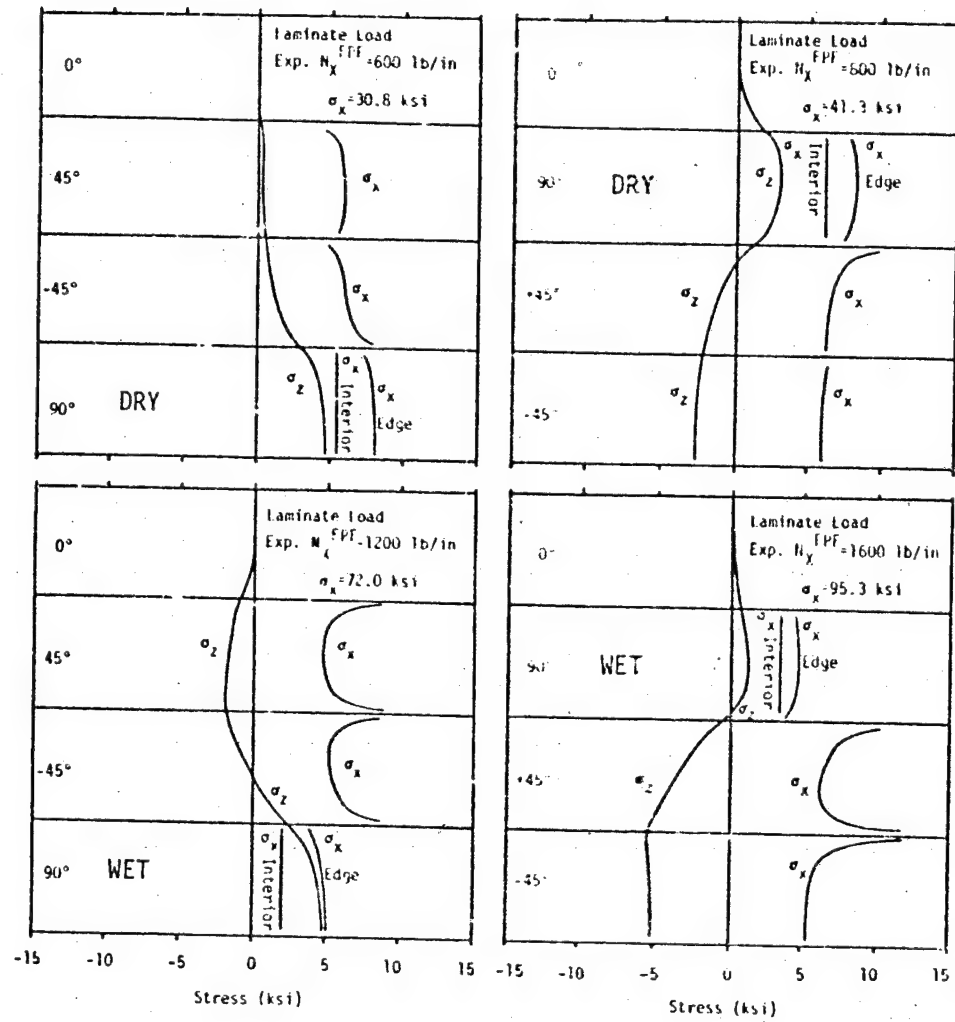 Laminate Load
Exp. N_x^FPF=600 lb/in
σ_x=30.8 ksi
0°
45°
σ_x
-45°
σ_x
90°
DRY
σ_z
σ_x
Interior
σ_x
Edge
Laminate Load
Exp. N_x^FPF=800 lb/in
σ_x=41.3 ksi
0
90°
DRY
σ_z
σ_x
Interior
σ_x
Edge
+45°
σ_z
σ_x
-45°
σ_z
σ_x
Laminate Load
Exp. N_x^FPF-1200 lb/in
σ_x=72.0 ksi
0°
45°
σ_z
σ_x
-45°
σ_x
σ_z
90°
WET
σ_x
Interior
σ_x
Edge
-15
-10
-5
0
5
10
15
Stress (ksi)
Laminate Load
Exp. N_x^FPF=1600 lb/in
σ_x-95.3 ksi
0°
90°
WET
σ_x
Interior
σ_x
Edge
σ_z
+45°
σ_z
σ_x
-45°
σ_x
-15
-10
-5
0
5
10
15
Stress (ksi)